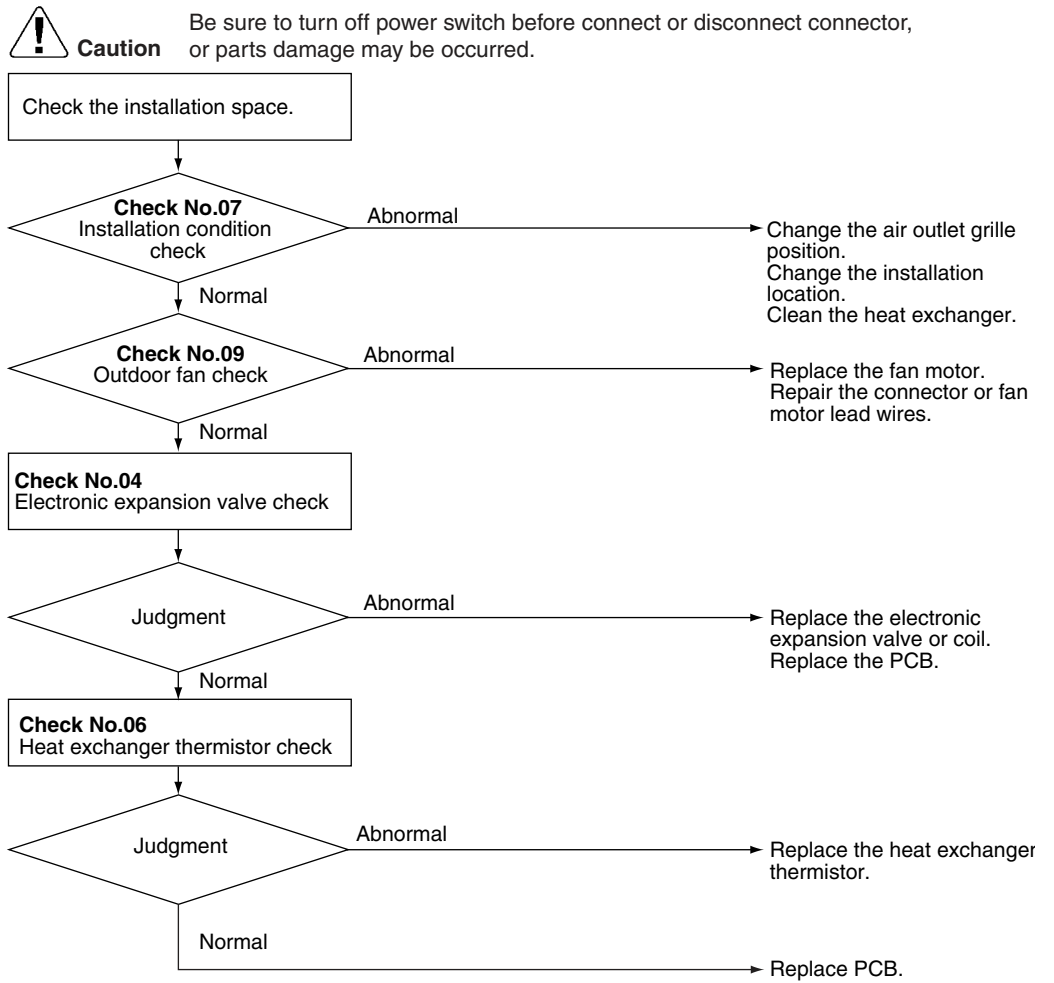 Be sure to turn off power switch before connect or disconnect connector,
Caution or parts damage may be occurred.
Check the installation space.
Check No.07
Installation condition
check
Abnormal
Change the air outlet grille
position.
Change the installation
location.
Clean the heat exchanger.
Normal
Check No.09
Outdoor fan check
Abnormal
Replace the fan motor.
Repair the connector or fan
motor lead wires.
Normal
Check No.04
Electronic expansion valve check
Judgment
Abnormal
Replace the electronic
expansion valve or coil.
Replace the PCB.
Normal
Check No.06
Heat exchanger thermistor check
Judgment
Abnormal
Replace the heat exchanger
thermistor.
Normal
Replace PCB.